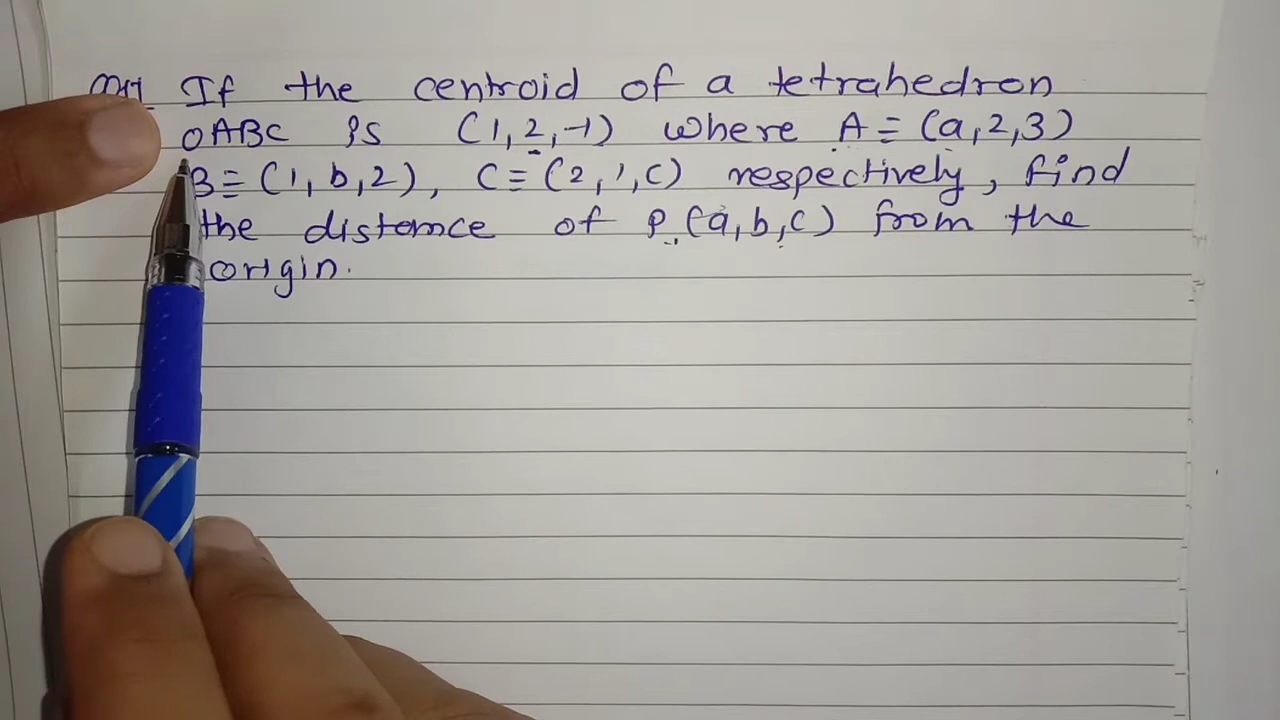 If the centroid of a tetrahedron
OABC is (1, 2, -1) where A ≡ (a, 2, 3)
B ≡ (1, b, 2), C ≡ (2, 1, c) respectively, find
the distance of P (a, b, c) from the
origin.